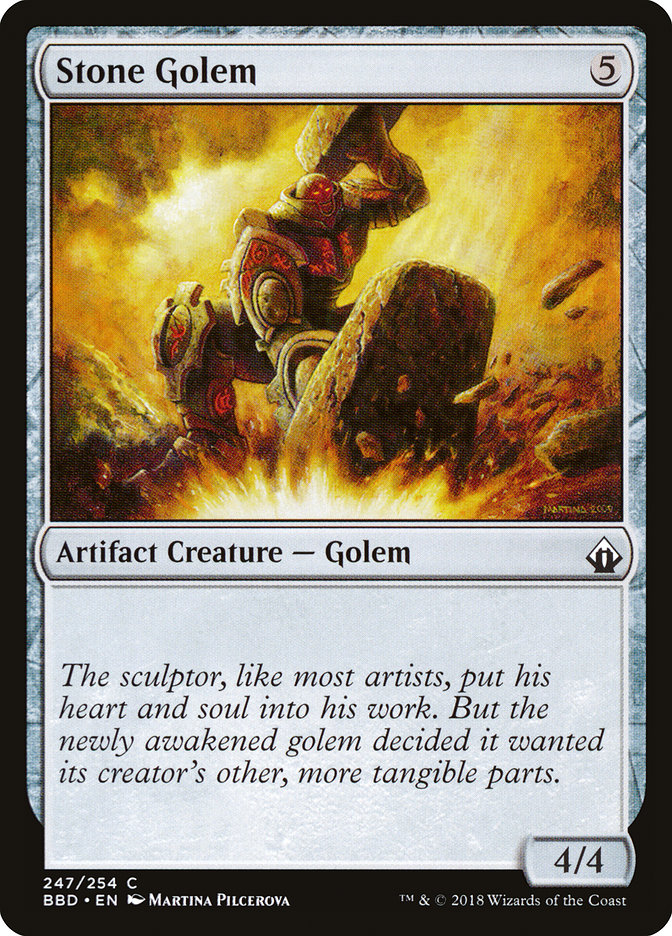 Stone Golem 5
MARTINA 2009
Artifact Creature — Golem
The sculptor, like most artists, put his
heart and soul into his work. But the
newly awakened golem decided it wanted
its creator's other, more tangible parts.
4/4
247/254 C
BBD • EN MARTINA PILCEROVA ™ & © 2018 Wizards of the Coast